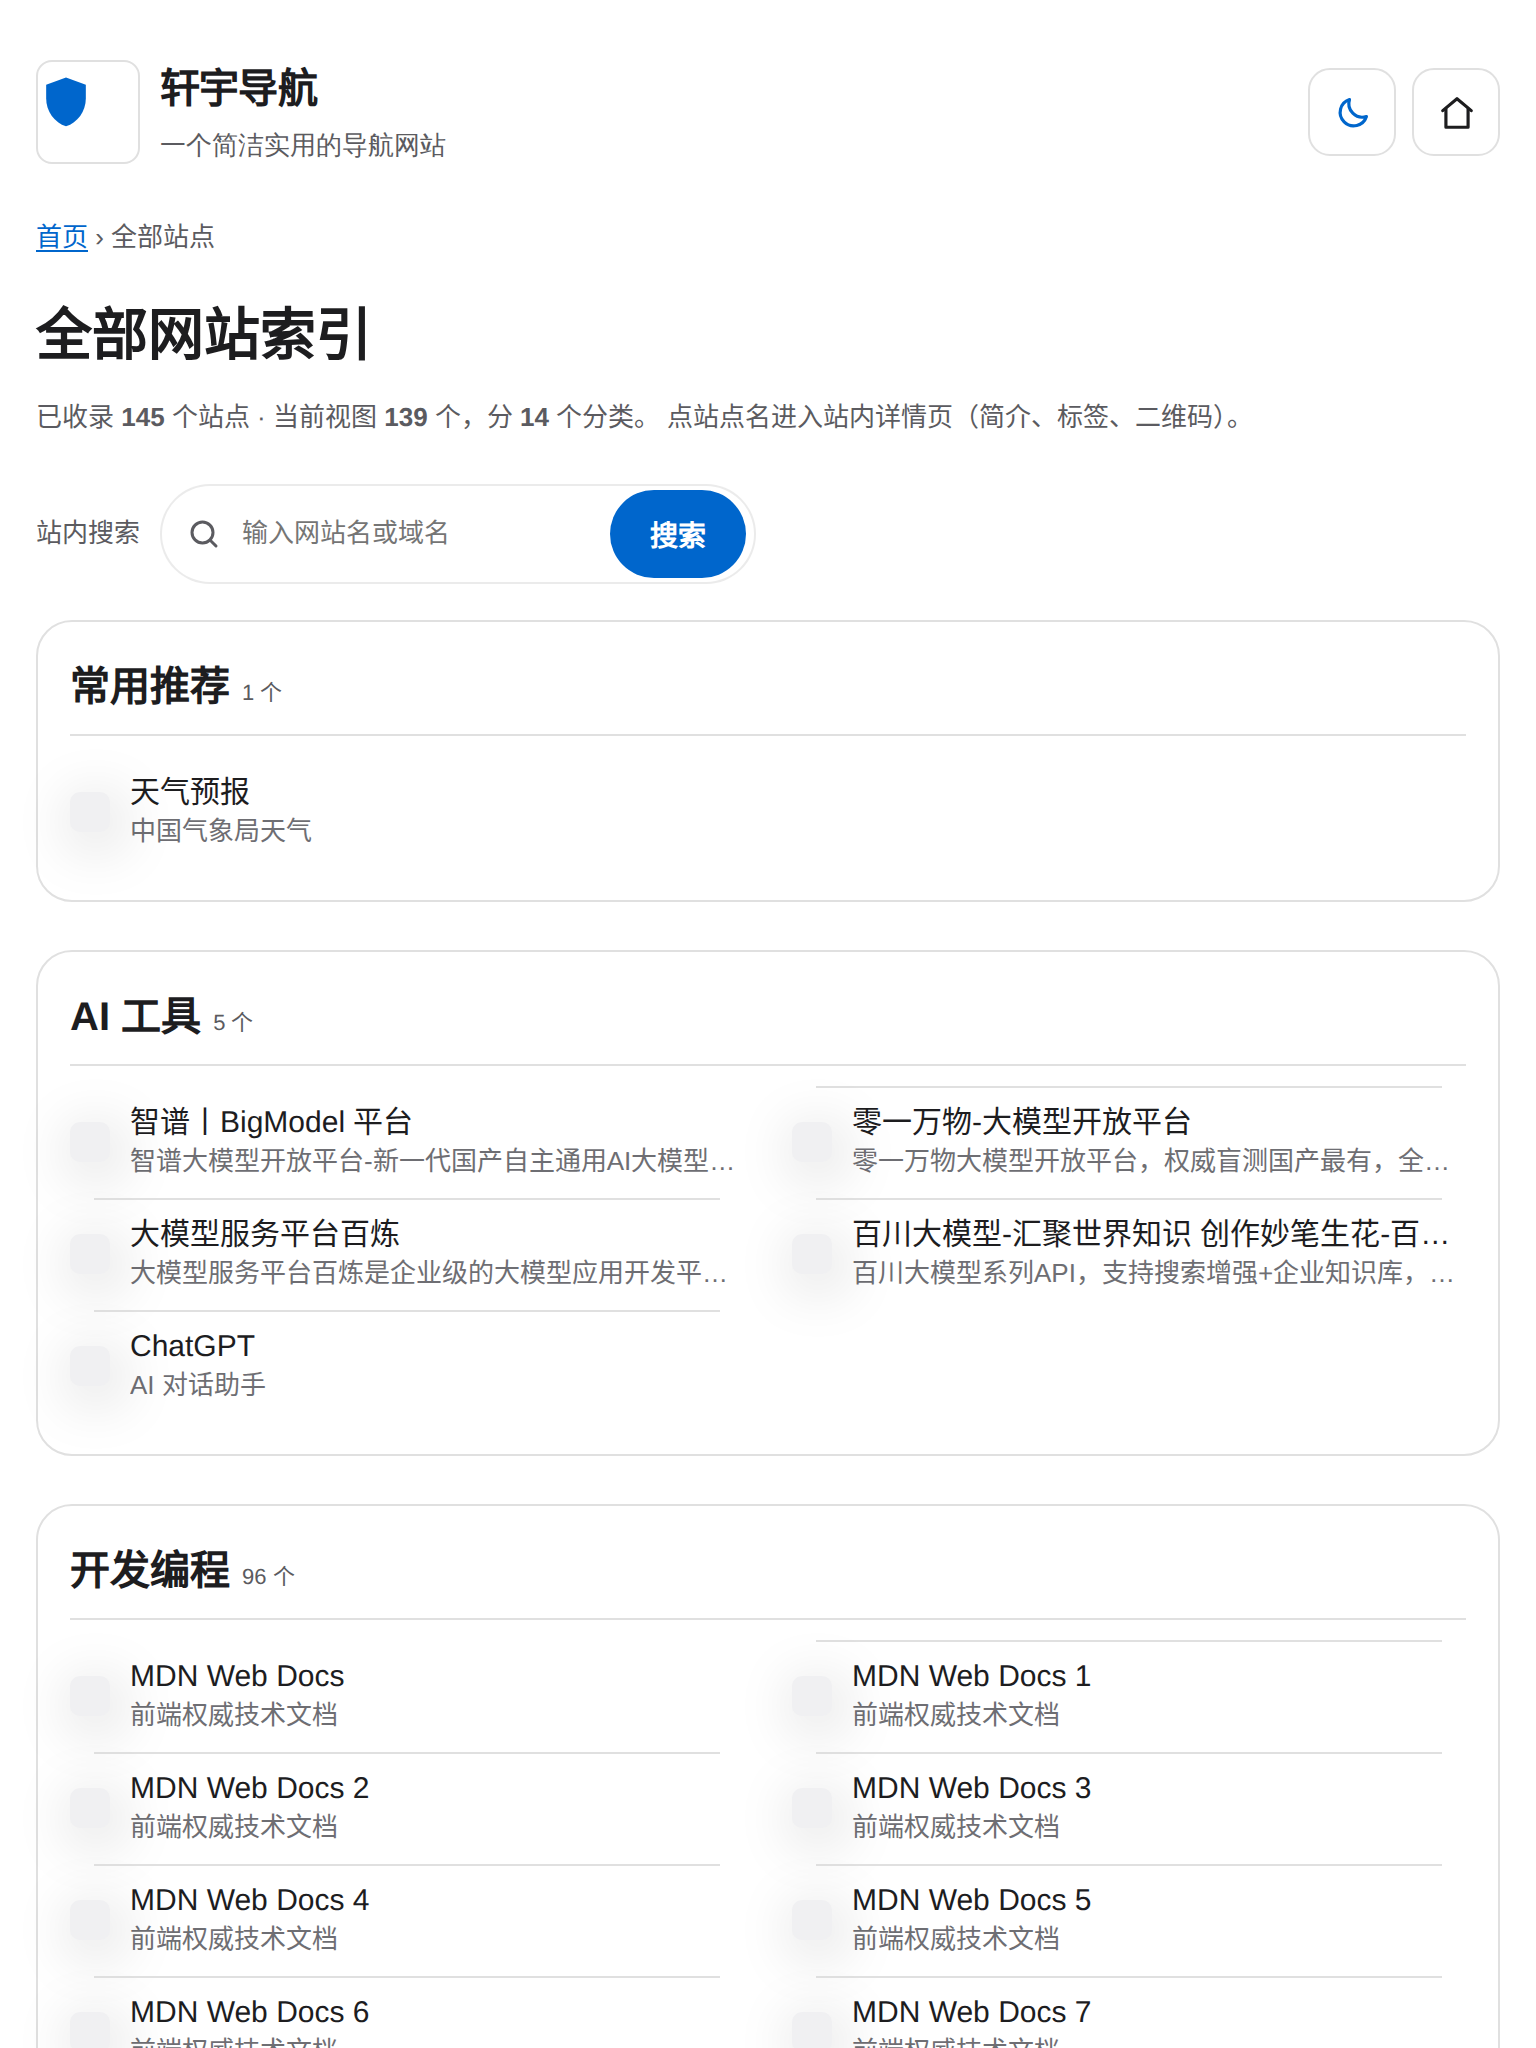 轩宇导航
一个简洁实用的导航网站
首页 › 全部站点
全部网站索引
已收录 145 个站点 · 当前视图 139 个，分 14 个分类。 点站点名进入站内详情页（简介、标签、二维码）。
站内搜索 输入网站名或域名 搜索
常用推荐 1 个
天气预报
中国气象局天气
AI 工具 5 个
智谱丨BigModel 平台
智谱大模型开放平台-新一代国产自主通用AI大模型…
零一万物-大模型开放平台
零一万物大模型开放平台，权威盲测国产最有，全…
大模型服务平台百炼
大模型服务平台百炼是企业级的大模型应用开发平…
百川大模型-汇聚世界知识 创作妙笔生花-百…
百川大模型系列API，支持搜索增强+企业知识库，…
ChatGPT
AI 对话助手
开发编程 96 个
MDN Web Docs
前端权威技术文档
MDN Web Docs 1
前端权威技术文档
MDN Web Docs 2
前端权威技术文档
MDN Web Docs 3
前端权威技术文档
MDN Web Docs 4
前端权威技术文档
MDN Web Docs 5
前端权威技术文档
MDN Web Docs 6
前端权威技术文档
MDN Web Docs 7
前端权威技术文档